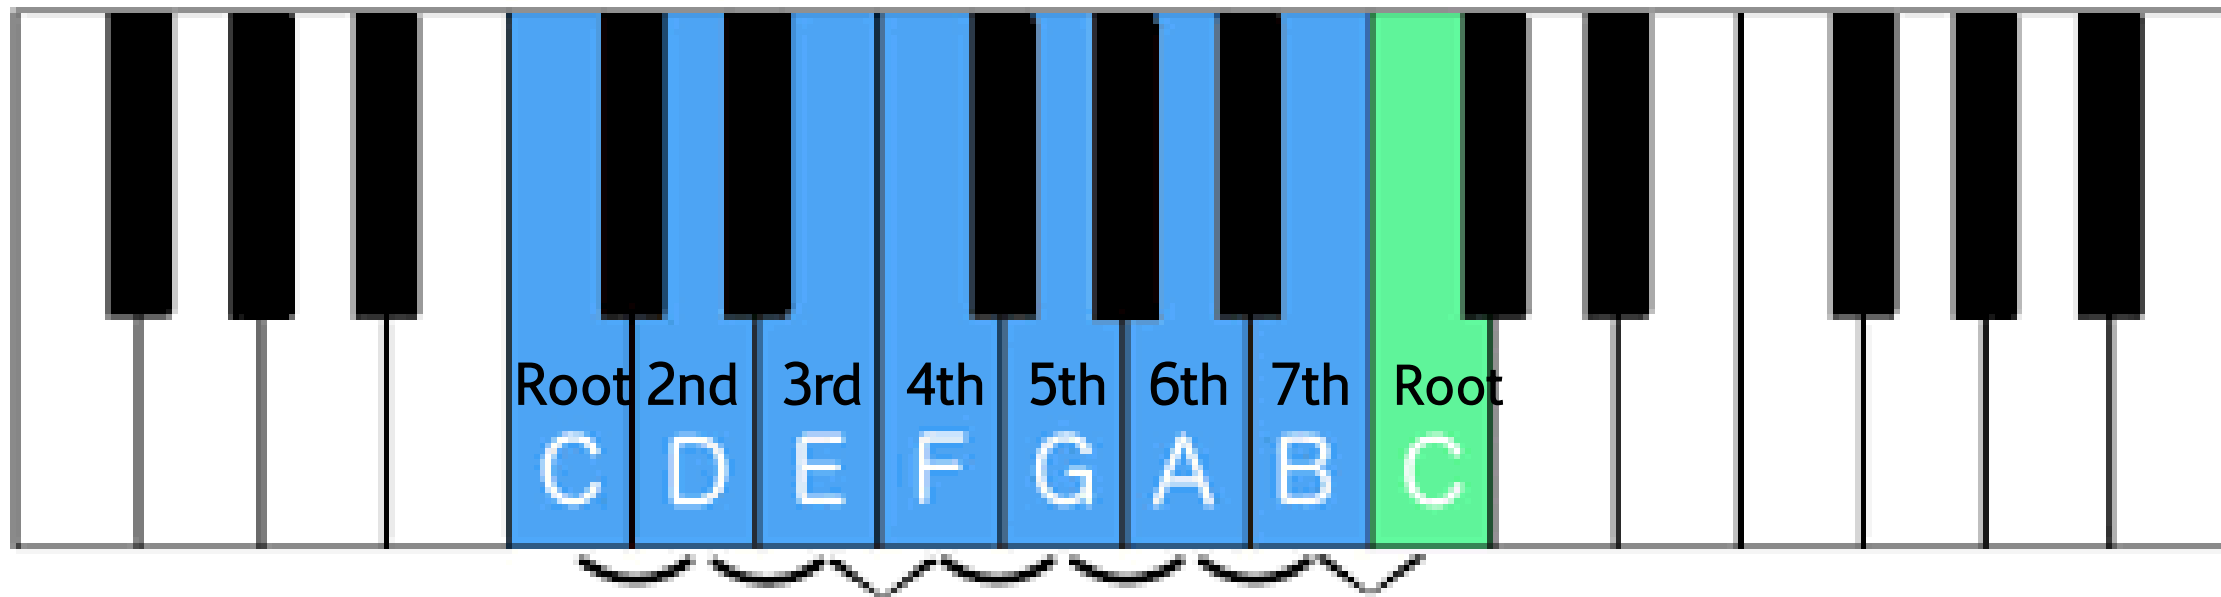 Root 2nd 3rd 4th 5th 6th 7th Root
C D E F G A B C